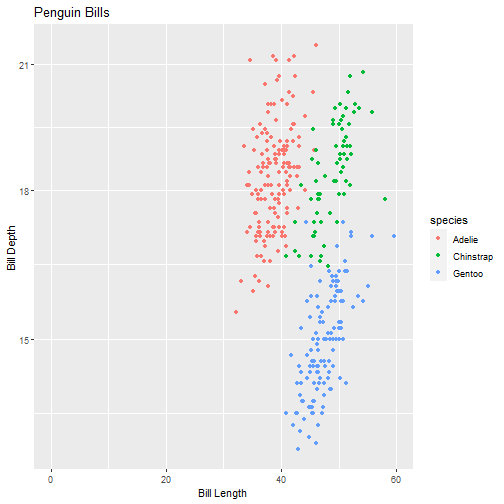 Penguin Bills
21
18
15
Bill Depth
0
20
40
60
Bill Length
species
Adelie
Chinstrap
Gentoo